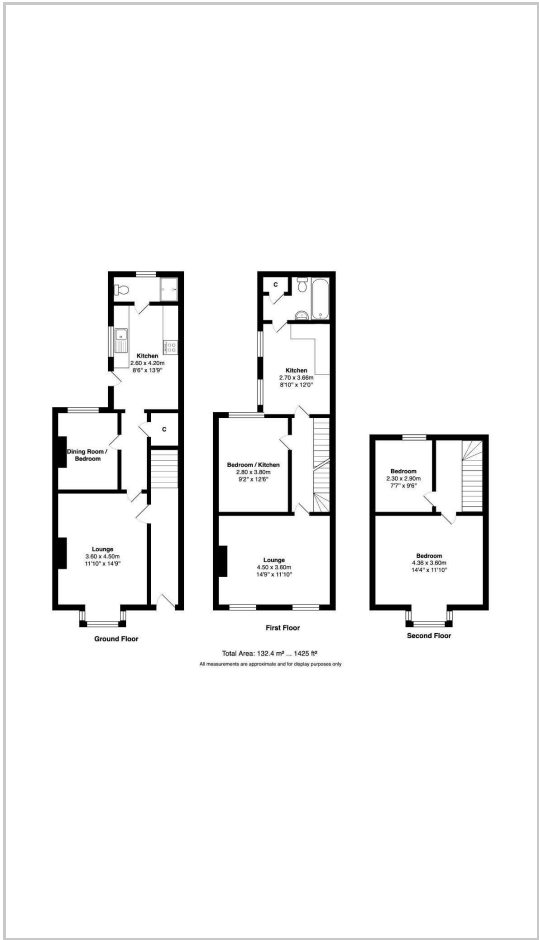 Kitchen
2.60 x 4.20m
8'6" x 13'9"
C
Dining Room /
Bedroom
Lounge
3.60 x 4.50m
11'10" x 14'9"
Ground Floor
C
Kitchen
2.70 x 3.66m
8'10" x 12'0"
Bedroom / Kitchen
2.80 x 3.80m
9'2" x 12'6"
Lounge
4.50 x 3.60m
14'9" x 11'10"
First Floor
Bedroom
2.30 x 2.90m
7'7" x 9'6"
Bedroom
4.36 x 3.60m
14'4" x 11'10"
Second Floor
Total Area: 132.4 m² ... 1425 ft²
All measurements are approximate and for display purposes only